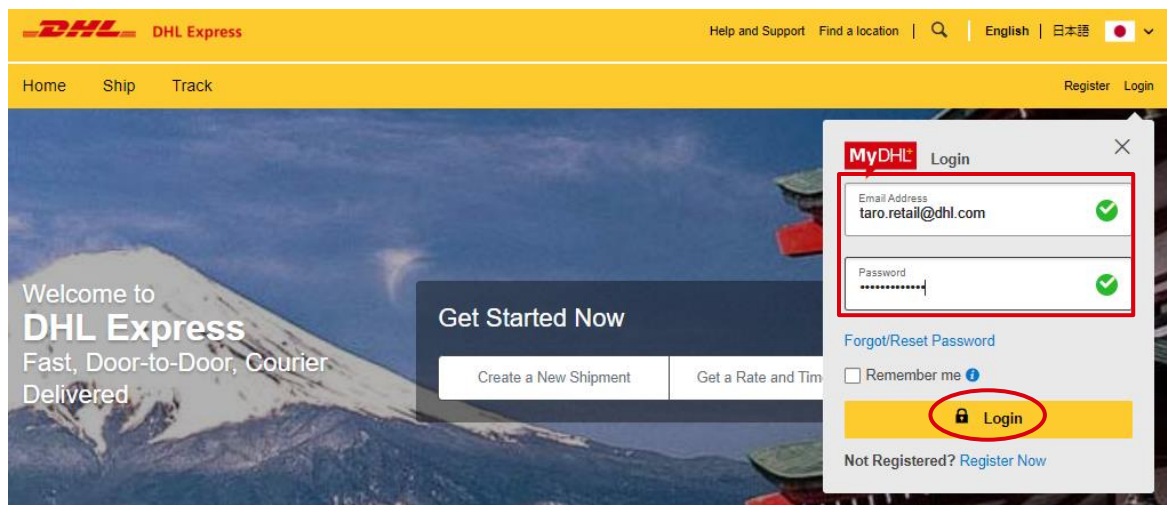 DHL DHL Express
Help and Support Find a location | English | 日本語
Home Ship Track
Register Login
MyDHL+ Login
Email Address
taro.retail@dhl.com
Password
•••••••••••••
Forgot/Reset Password
Remember me
Login
Not Registered? Register Now
Welcome to
DHL Express
Fast, Door-to-Door, Courier
Delivered
Get Started Now
Create a New Shipment
Get a Rate and Tim